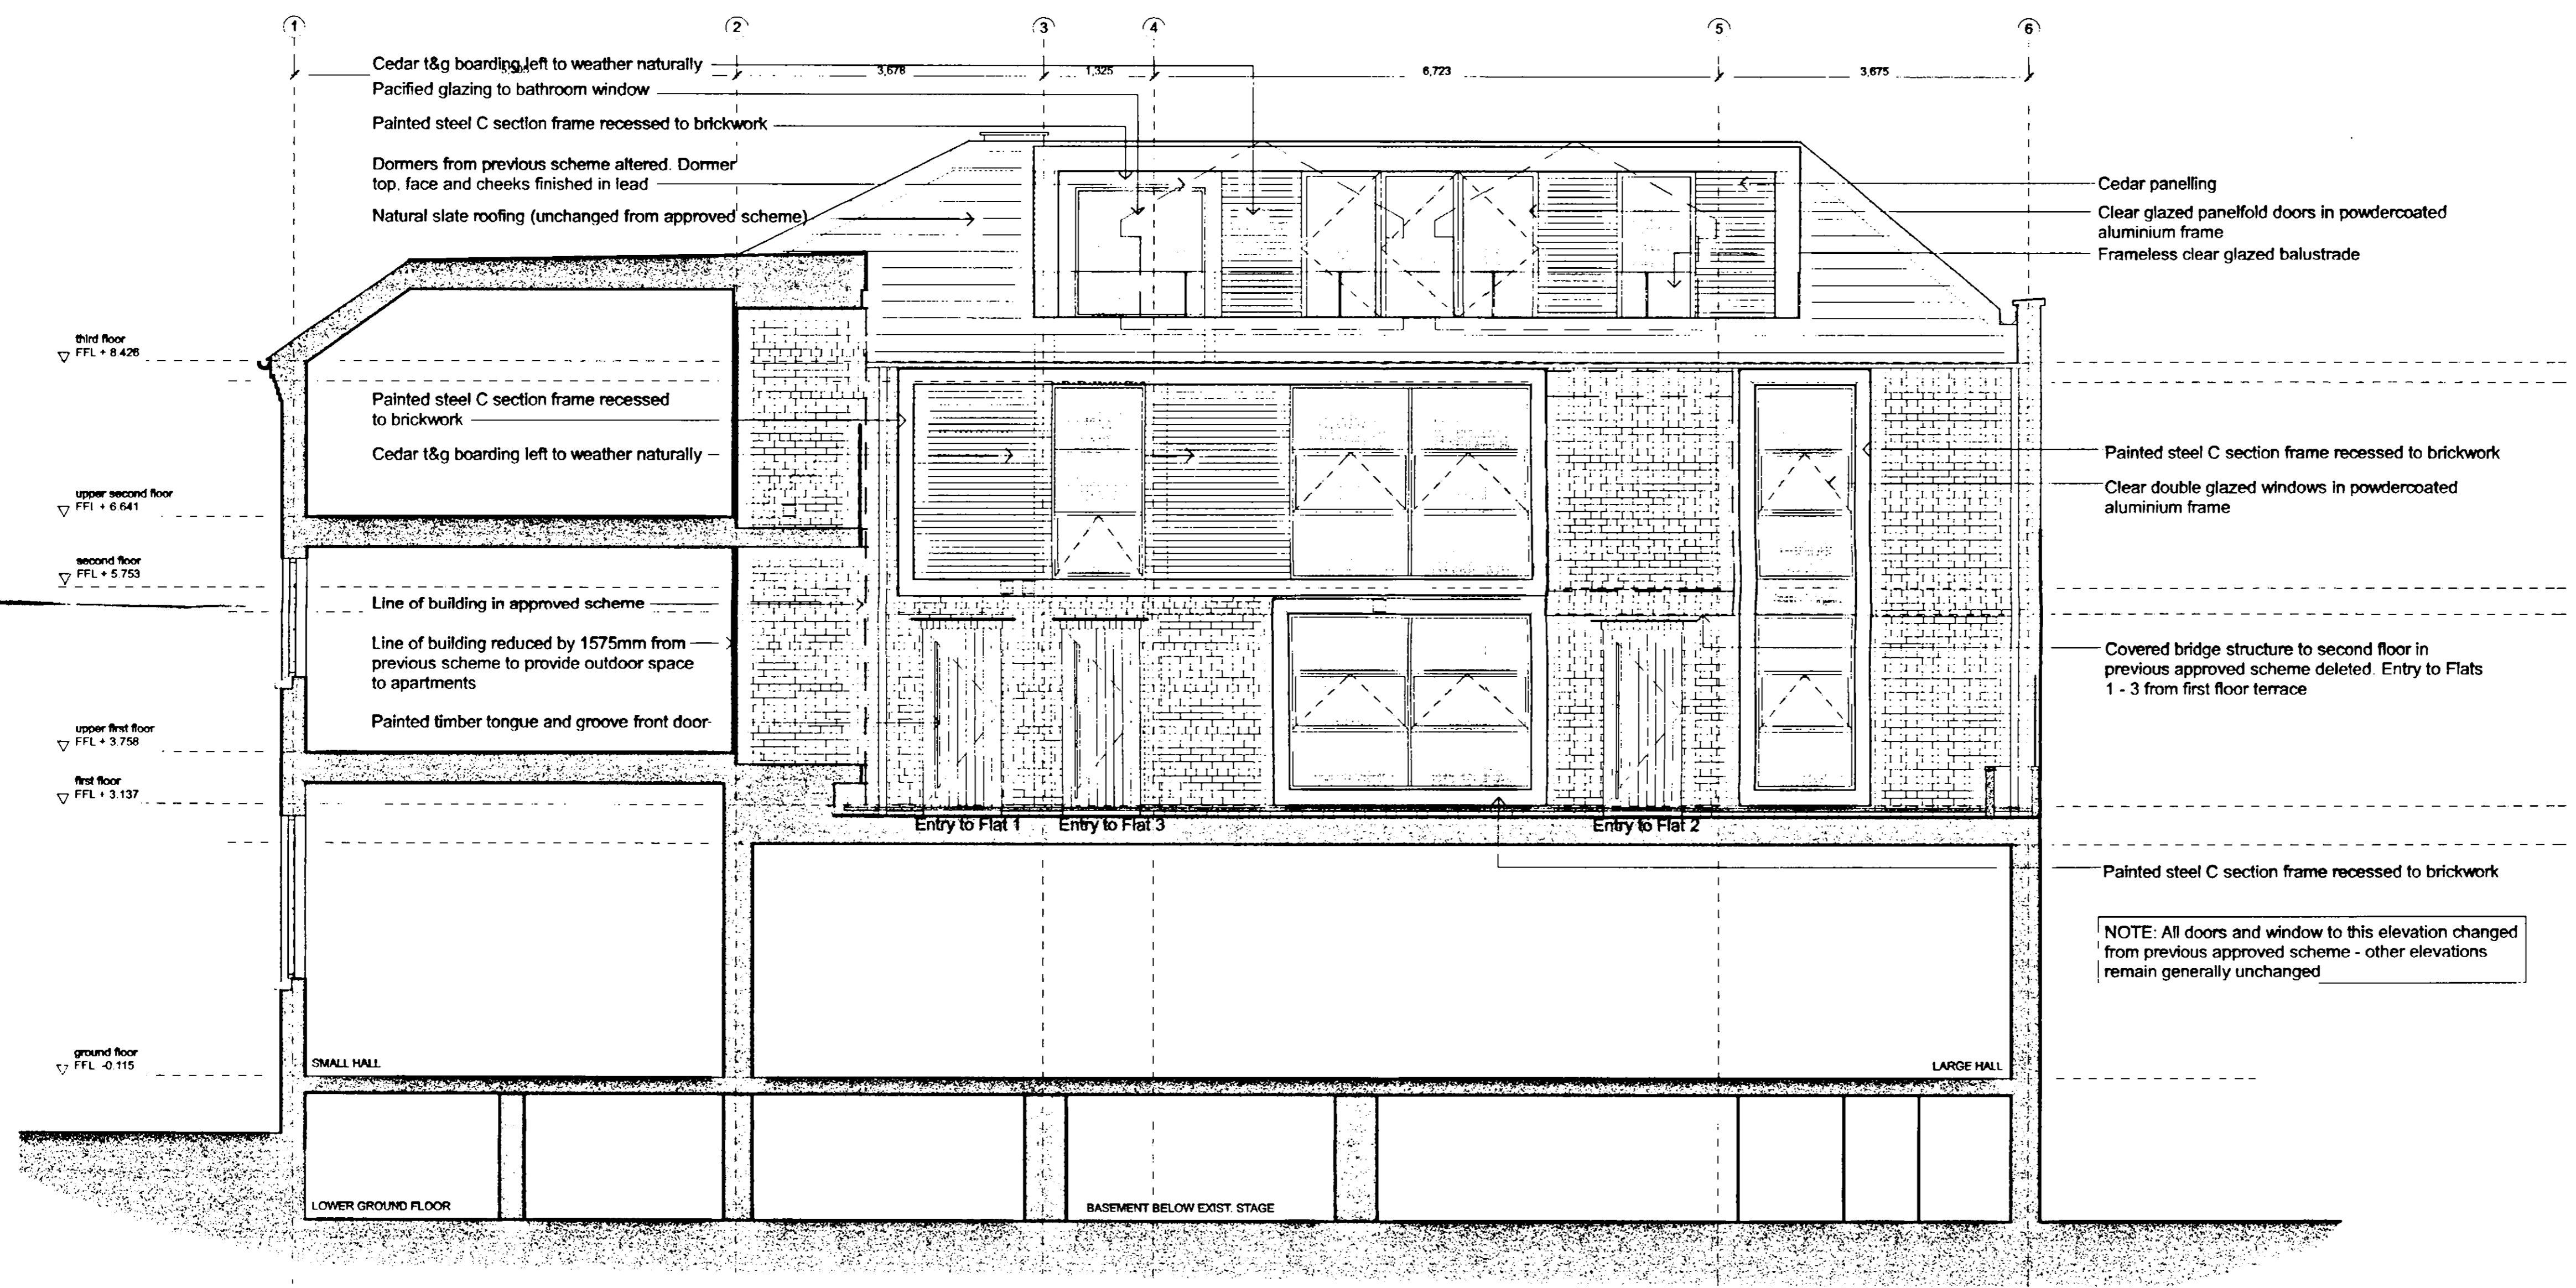 1
2
3
4
5
6
Cedar t&g boarding left to weather naturally
3,678
1,325
6,723
3,675
Pacified glazing to bathroom window
Painted steel C section frame recessed to brickwork
Dormers from previous scheme altered. Dormer
top, face and cheeks finished in lead
Natural slate roofing (unchanged from approved scheme)
Cedar panelling
Clear glazed panelfold doors in powdercoated
aluminium frame
Frameless clear glazed balustrade
third floor
FFL + 8.426
Painted steel C section frame recessed
to brickwork
Cedar t&g boarding left to weather naturally
upper second floor
FFL + 6.641
Painted steel C section frame recessed to brickwork
Clear double glazed windows in powdercoated
aluminium frame
second floor
FFL + 5.753
Line of building in approved scheme
Line of building reduced by 1575mm from
previous scheme to provide outdoor space
to apartments
Painted timber tongue and groove front door
Covered bridge structure to second floor in
previous approved scheme deleted. Entry to Flats
1 - 3 from first floor terrace
upper first floor
FFL + 3.758
first floor
FFL + 3.137
Entry to Flat 1
Entry to Flat 3
Entry to Flat 2
Painted steel C section frame recessed to brickwork
NOTE: All doors and window to this elevation changed
from previous approved scheme - other elevations
remain generally unchanged
ground floor
FFL -0.115
SMALL HALL
LARGE HALL
LOWER GROUND FLOOR
BASEMENT BELOW EXIST. STAGE